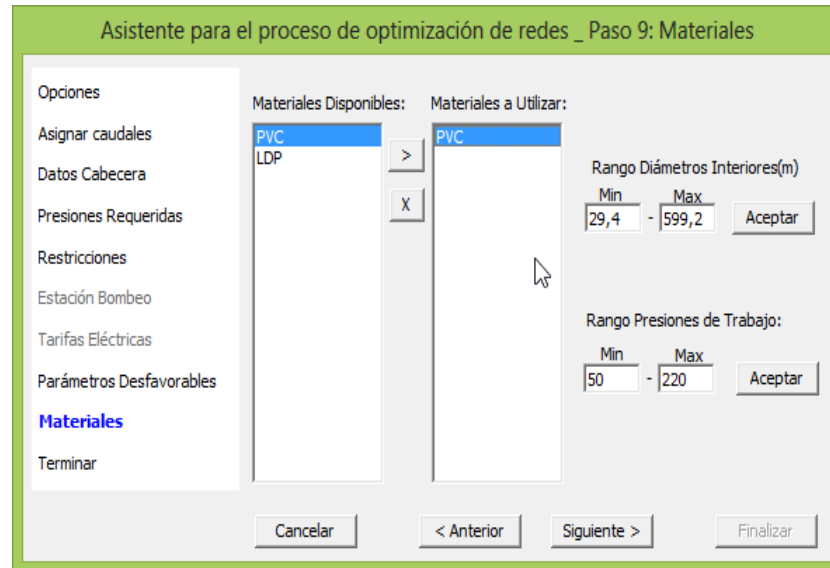 Asistente para el proceso de optimización de redes _ Paso 9: Materiales
Opciones
Asignar caudales
Datos Cabecera
Presiones Requeridas
Restricciones
Estación Bombeo
Tarifas Eléctricas
Parámetros Desfavorables
Materiales
Terminar
Materiales Disponibles:
PVC
LDP
>
X
Materiales a Utilizar:
PVC
Rango Diámetros Interiores(m)
Min Max
29,4 - 599,2 Aceptar
Rango Presiones de Trabajo:
Min Max
50 - 220 Aceptar
Cancelar < Anterior Siguiente > Finalizar